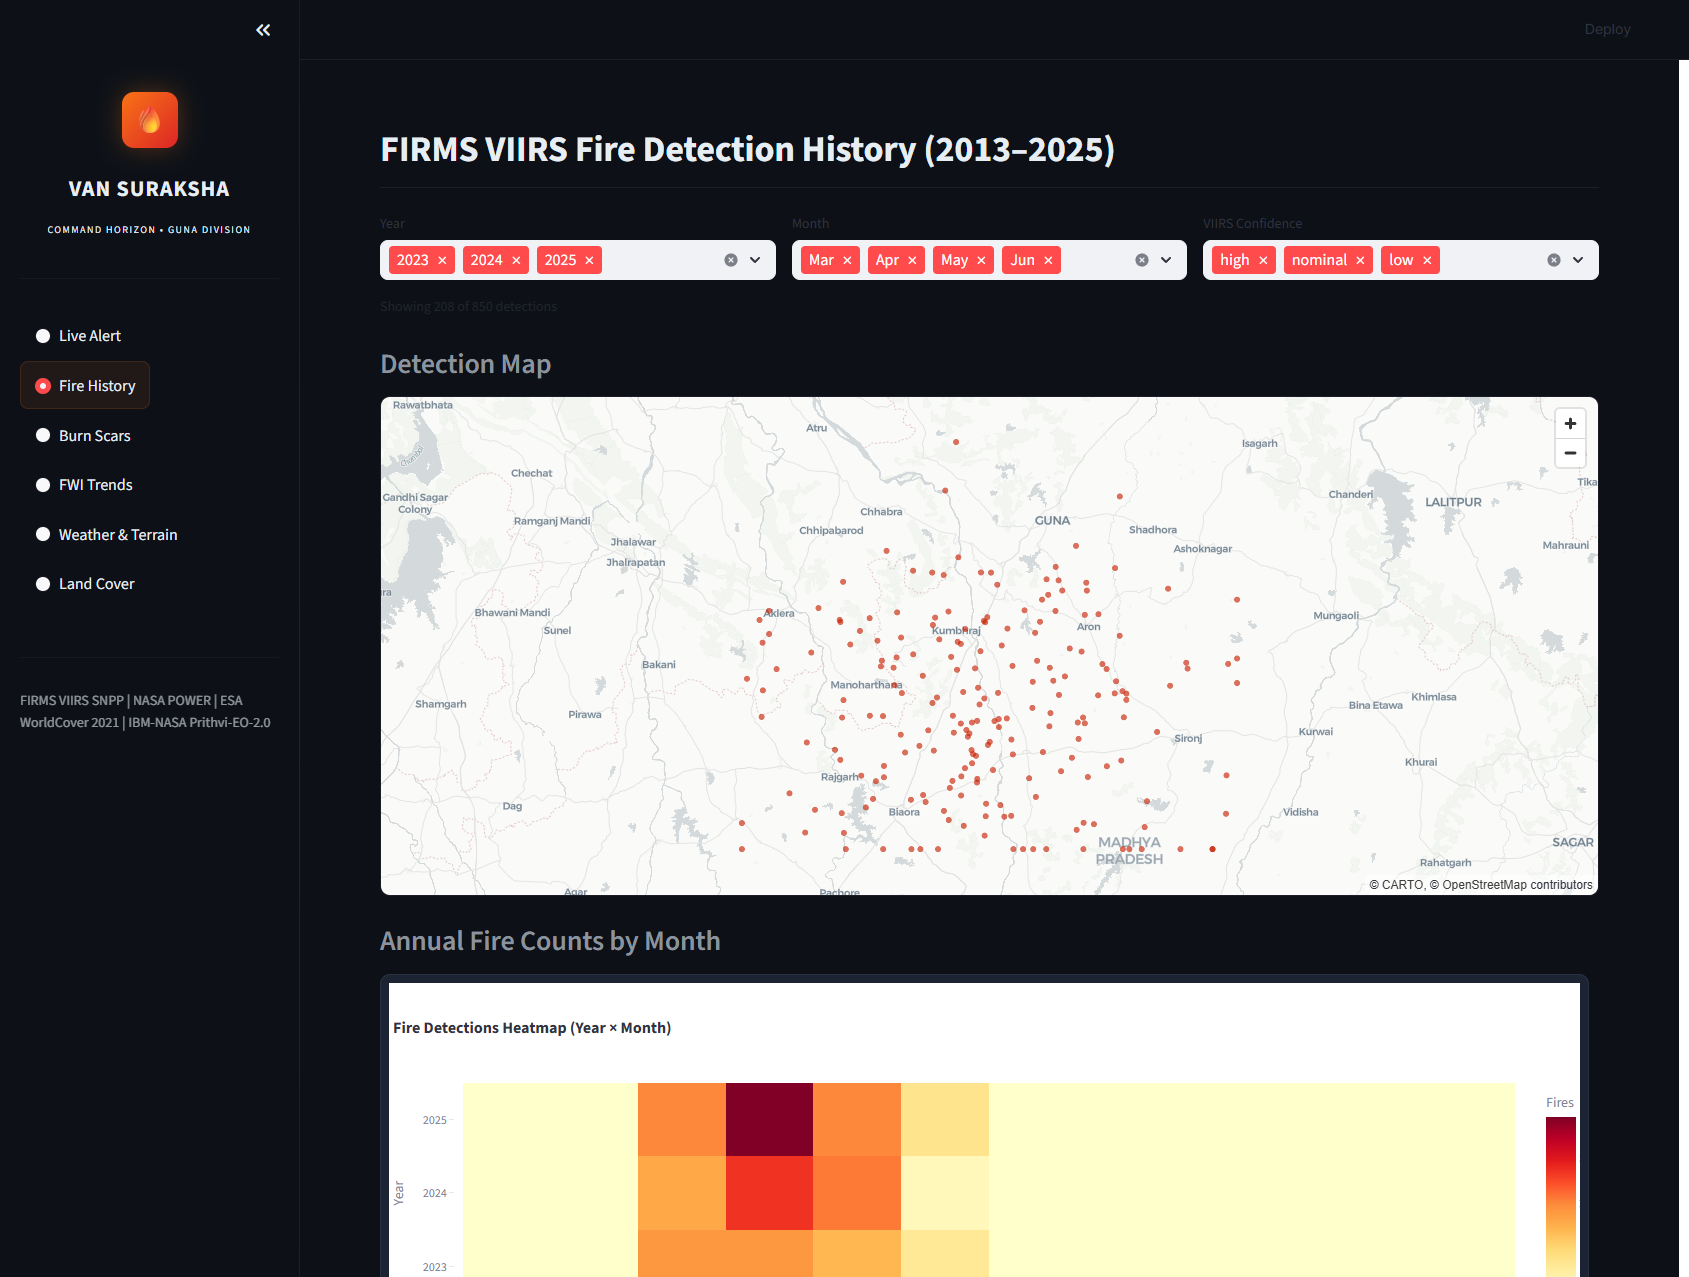 Deploy
VAN SURAKSHA
COMMAND HORIZON • GUNA DIVISION
Live Alert
Fire History
Burn Scars
FWI Trends
Weather & Terrain
Land Cover
FIRMS VIIRS SNPP | NASA POWER | ESA
WorldCover 2021 | IBM-NASA Prithvi-EO-2.0
FIRMS VIIRS Fire Detection History (2013–2025)
Year
2023 × 2024 × 2025 ×
Month
Mar × Apr × May × Jun ×
VIIRS Confidence
high × nominal × low ×
Showing 208 of 850 detections
Detection Map
Rawatbhata
Atru
Isagarh
Chambal
Chechat
Tika
Gandhi Sagar
Colony
Chanderi
LALITPUR
Chhabra
Ramganj Mandi
GUNA
Chhipabarod
Shadhora
Jhalawar
Mahrauni
Ashoknagar
Jhalrapatan
ra
Bhawani Mandi
Aklera
Mungaoli
Sunel
Kumbhraj
Aron
Bakani
Manoharthana
Shamgarh
Khimlasa
Bina Etawa
Pirawa
Kurwai
Sironj
Khurai
Rajgarh
Dag
Biaora
Vidisha
MADHYA
PRADESH
SAGAR
Rahatgarh
Agar
Pachore
+
−
© CARTO, © OpenStreetMap contributors
Annual Fire Counts by Month
Fire Detections Heatmap (Year × Month)
Fires
Year
2025
2024
2023